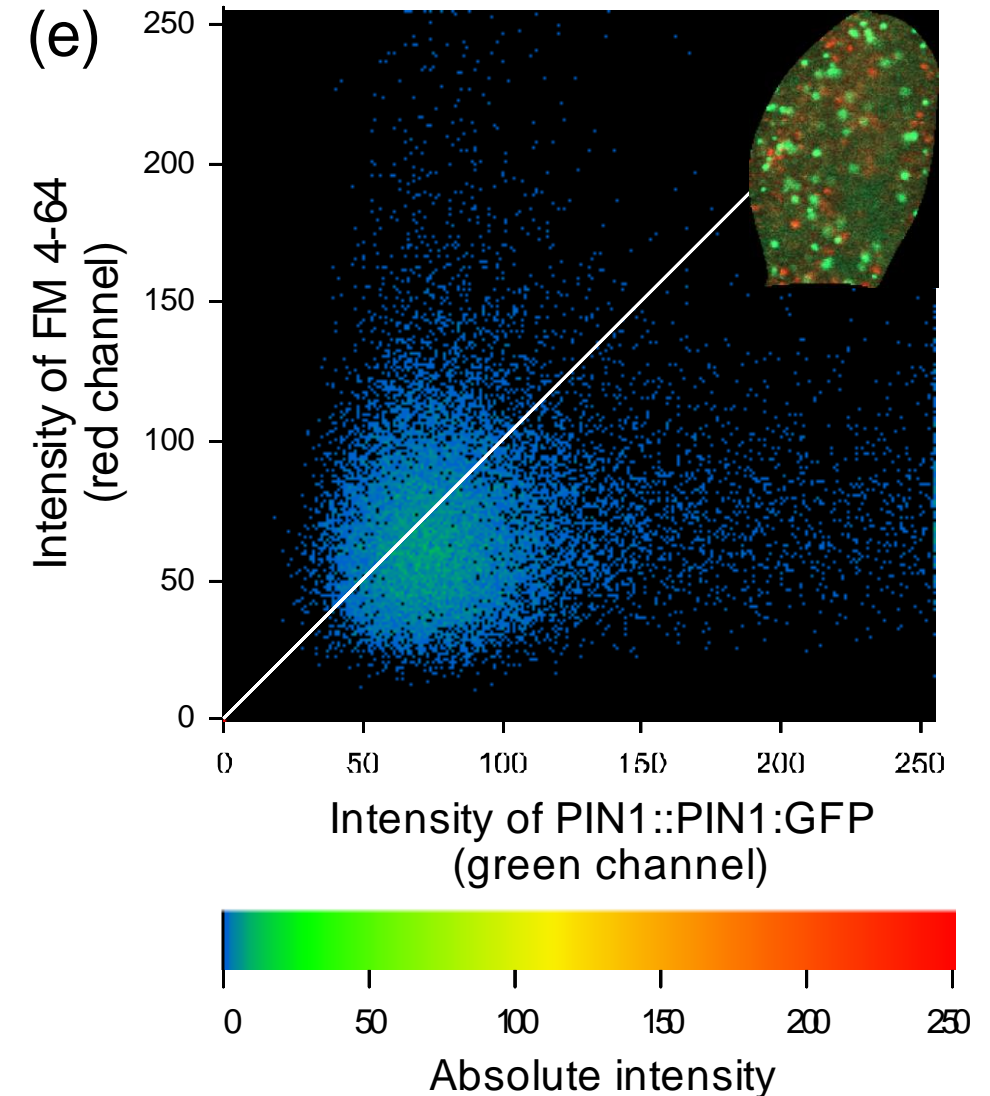 (e)
Intensity of FM 4-64
(red channel)
250
200
150
100
50
0
0 50 100 150 200 250
Intensity of PIN1::PIN1:GFP
(green channel)
0 50 100 150 200 250
Absolute intensity